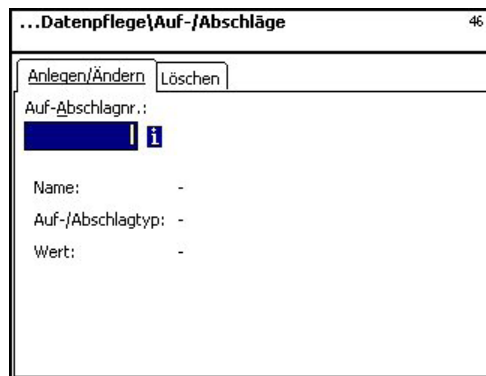 ...Datenpflege\Auf-/Abschläge 46
Anlegen/Ändern Löschen
Auf-Abschlagnr.:
i
Name: -
Auf-/Abschlagtyp: -
Wert: -